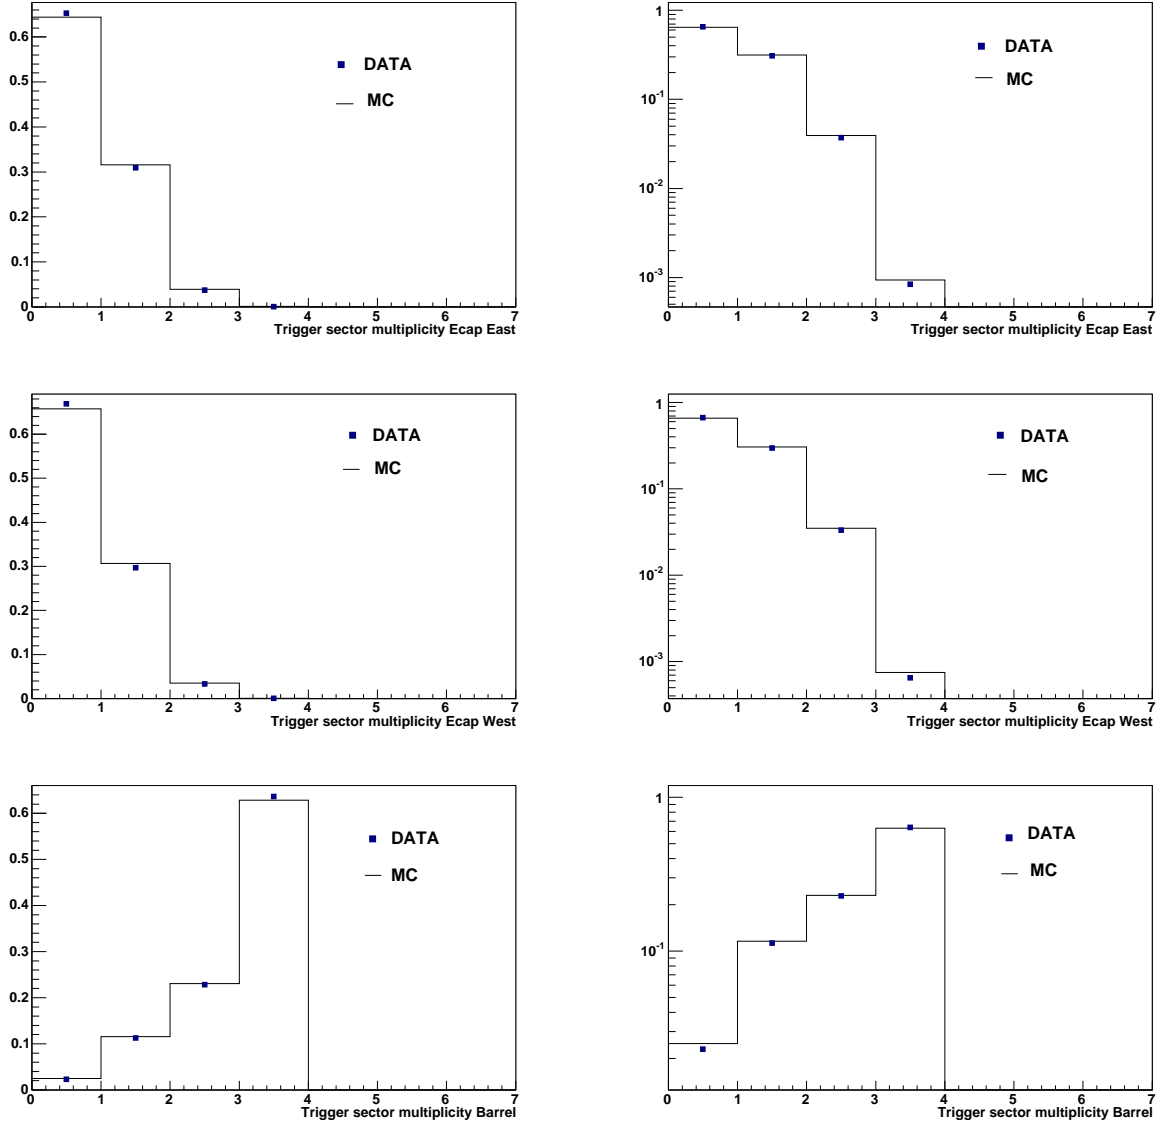 0.6
0.5
0.4
0.3
0.2
0.1
0
0 1 2 3 4 5 6 7
Trigger sector multiplicity Ecap East
DATA
MC
1
10-1
10-2
10-3
0 1 2 3 4 5 6 7
Trigger sector multiplicity Ecap East
DATA
MC
0.6
0.5
0.4
0.3
0.2
0.1
0
0 1 2 3 4 5 6 7
Trigger sector multiplicity Ecap West
DATA
MC
1
10-1
10-2
10-3
0 1 2 3 4 5 6 7
Trigger sector multiplicity Ecap West
DATA
MC
0.6
0.5
0.4
0.3
0.2
0.1
0
0 1 2 3 4 5 6 7
Trigger sector multiplicity Barrel
DATA
MC
1
10-1
0 1 2 3 4 5 6 7
Trigger sector multiplicity Barrel
DATA
MC